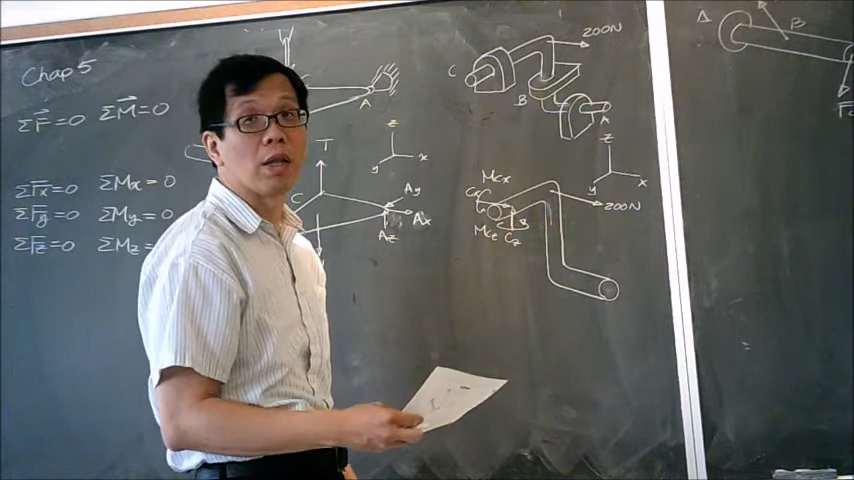 Chap 5
ΣF⃗=0 ΣM⃗=0
ΣFx=0 ΣMx=0
ΣFy=0 ΣMy=0
ΣFz=0 ΣMz=0
C
A
z
y x
T
C
Ay
Ax
Az
C
200N
B
A
z
y x
Mcx
Cx
200N
Mcz Cz
A B
F